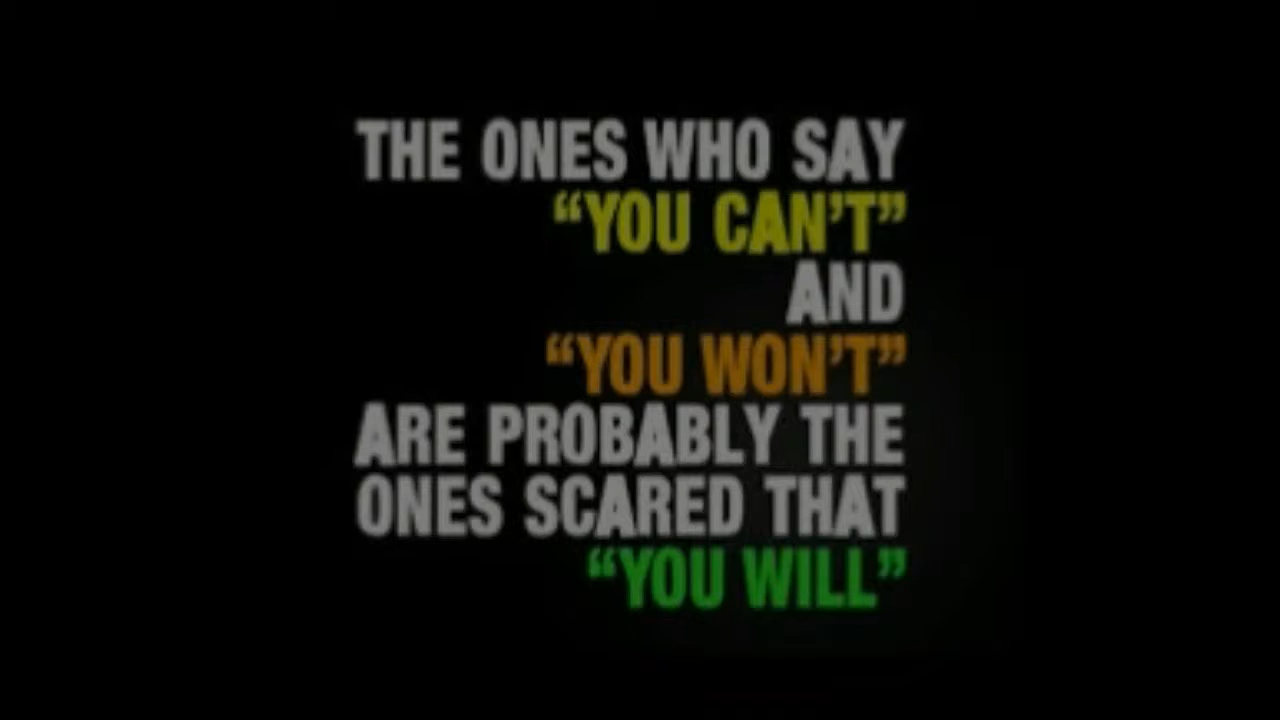 THE ONES WHO SAY
“YOU CAN’T”
AND
“YOU WON’T”
ARE PROBABLY THE
ONES SCARED THAT
“YOU WILL”